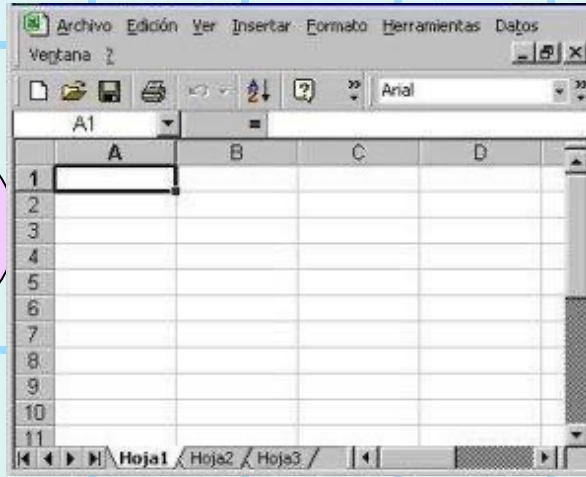 Archivo Edición Ver Insertar Formato Herramientas Datos
Ventana ?
Arial
A1 =
A B C D
1
2
3
4
5
6
7
8
9
10
11
Hoja1 Hoja2 Hoja3